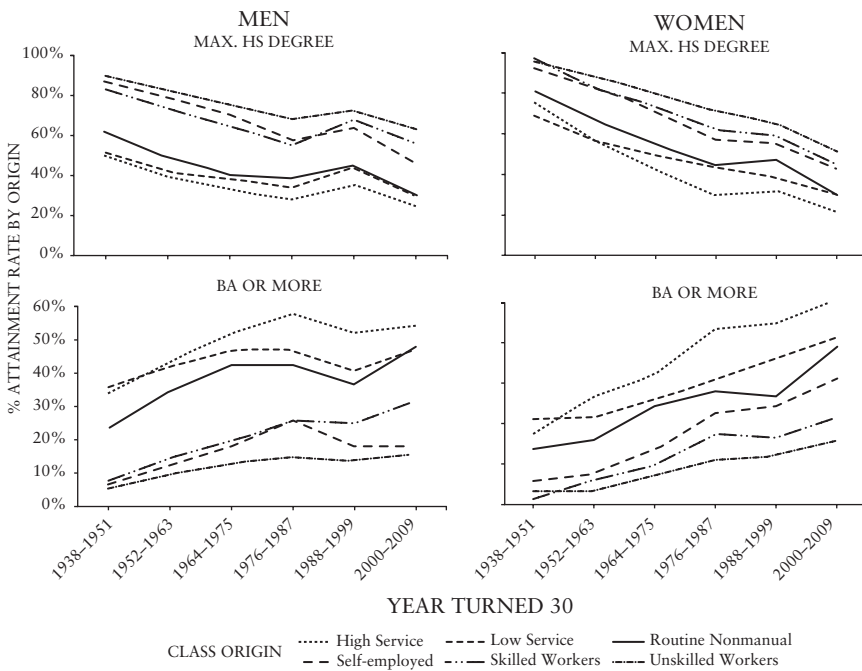 MEN
MAX. HS DEGREE
WOMEN
MAX. HS DEGREE
% ATTAINMENT RATE BY ORIGIN
100%
80%
60%
40%
20%
0%
BA OR MORE
BA OR MORE
60%
50%
40%
30%
20%
10%
0%
1938–1951
1952–1963
1964–1975
1976–1987
1988–1999
2000–2009
1938–1951
1952–1963
1964–1975
1976–1987
1988–1999
2000–2009
YEAR TURNED 30
CLASS ORIGIN High Service Low Service Routine Nonmanual
Self-employed Skilled Workers Unskilled Workers